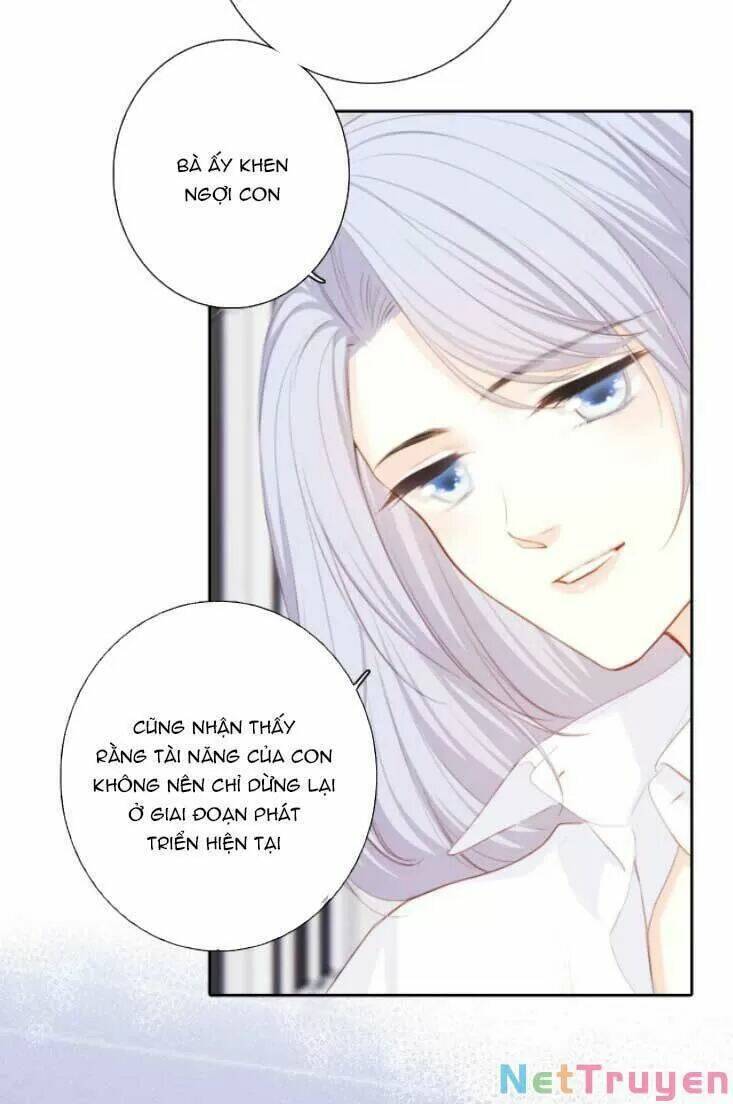 BÀ ẤY KHEN
NGỢI CON
CŨNG NHẬN THẤY
RẰNG TÀI NĂNG CỦA CON
KHÔNG NÊN CHỈ DỪNG LẠI
Ở GIAI ĐOẠN PHÁT
TRIỂN HIỆN TẠI
NetTruyen